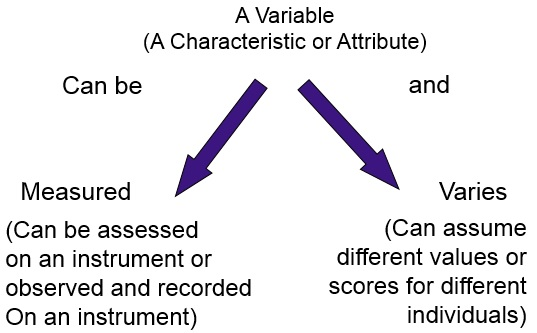 A Variable
(A Characteristic or Attribute)
Can be
and
Measured
(Can be assessed
on an instrument or
observed and recorded
On an instrument)
Varies
(Can assume
different values or
scores for different
individuals)